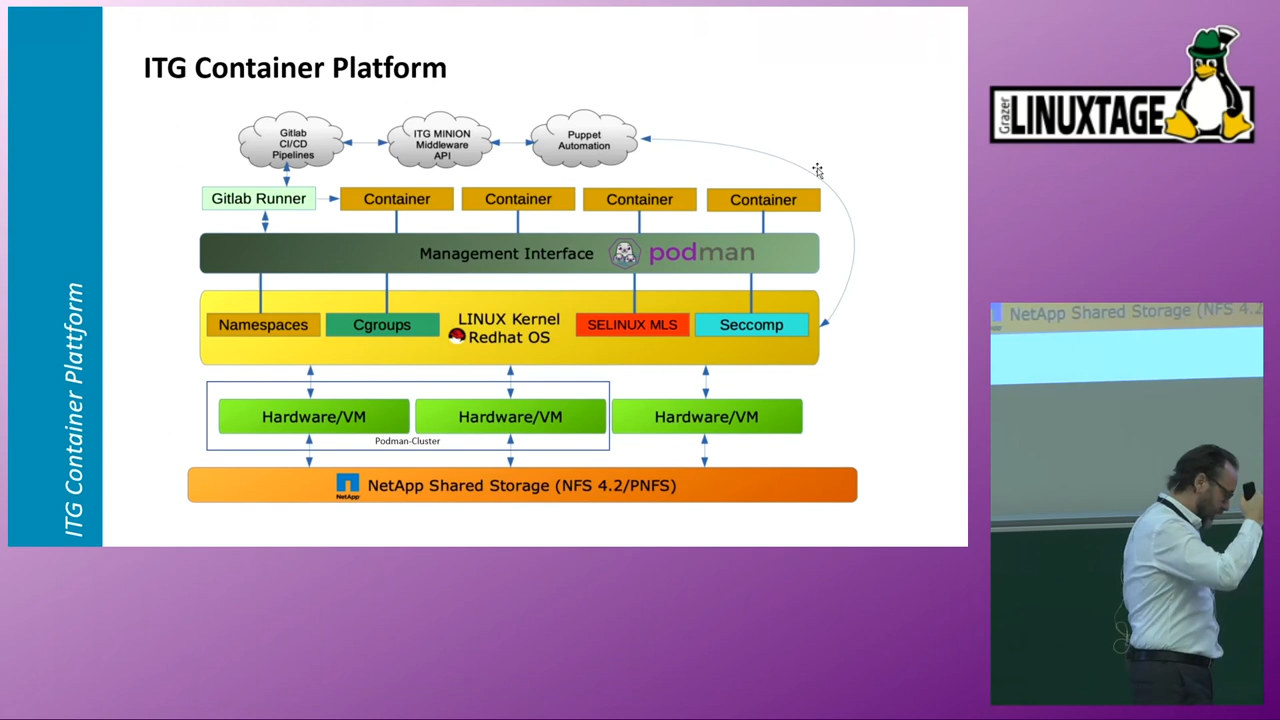 ITG Container Platform
Gitlab
CI/CD
Pipelines
ITG MINION
Middleware
API
Puppet
Automation
Gitlab Runner
Container
Container
Container
Container
Management Interface
podman
Namespaces
Cgroups
LINUX Kernel
Redhat OS
SELINUX MLS
Seccomp
Hardware/VM
Hardware/VM
Hardware/VM
Podman-Cluster
NetApp
NetApp Shared Storage (NFS 4.2/PNFS)
ITG Container Plattform
Grazer
LINUXTAGE
NetApp Shared Storage (NFS 4.2